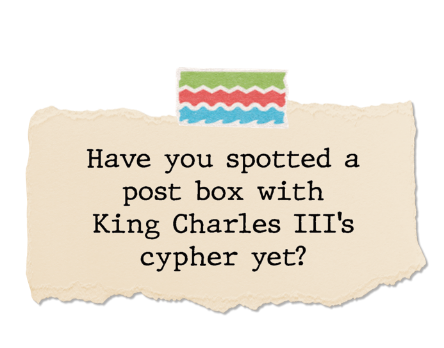 Have you spotted a
post box with
King Charles III's
cypher yet?